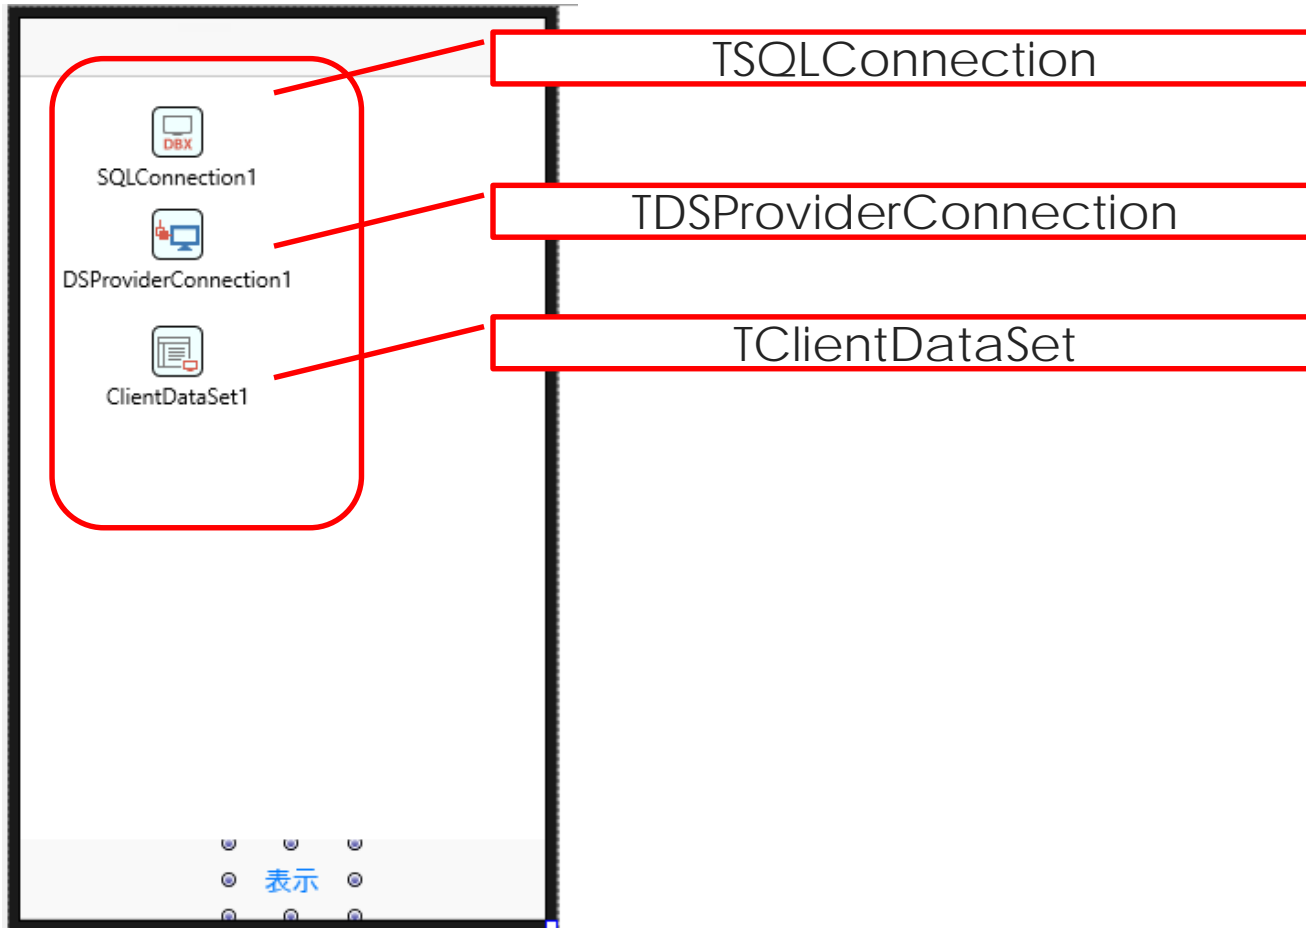 TSQLConnection
DBX
SQLConnection1
TDSProviderConnection
DSProviderConnection1
TClientDataSet
ClientDataSet1
表示